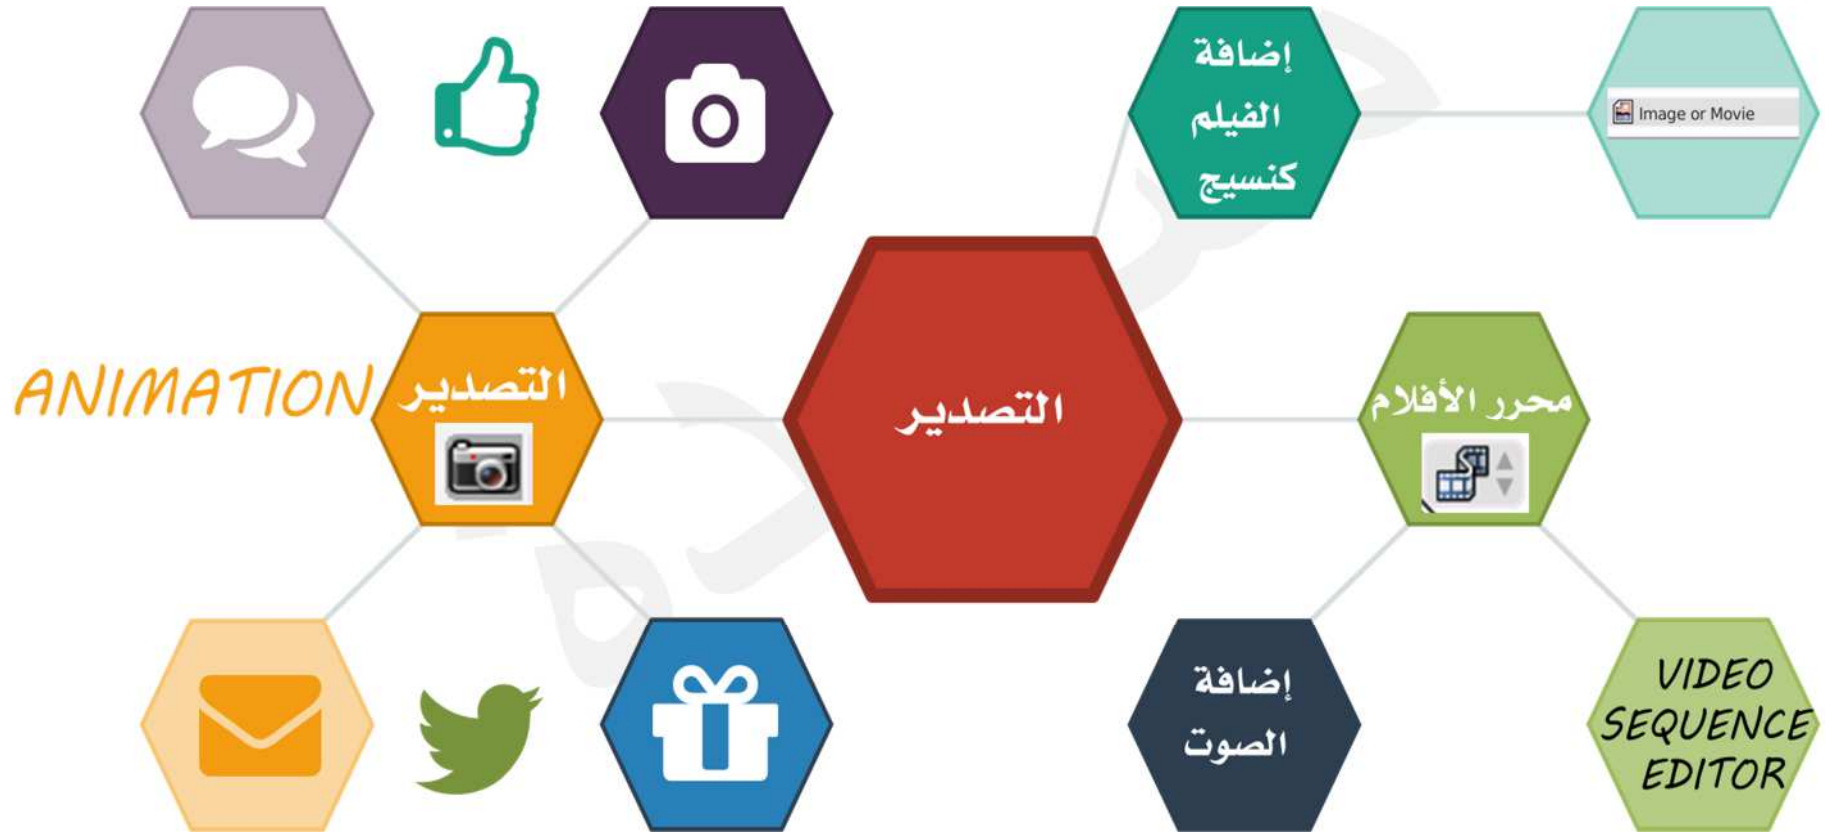 إضافة
الفيلم
كنسيج
Image or Movie
ANIMATION
التصدير
التصدير
محرر الأفلام
إضافة
الصوت
VIDEO
SEQUENCE
EDITOR